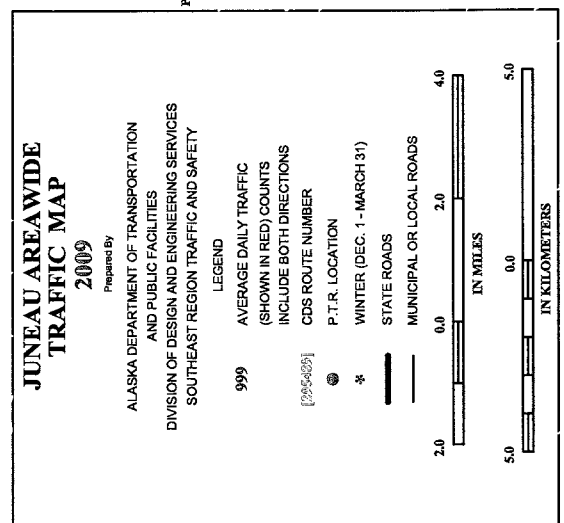 JUNEAU AREAWIDE
TRAFFIC MAP
2009
Prepared By
ALASKA DEPARTMENT OF TRANSPORTATION
AND PUBLIC FACILITIES
DIVISION OF DESIGN AND ENGINEERING SERVICES
SOUTHEAST REGION TRAFFIC AND SAFETY
LEGEND
999 AVERAGE DAILY TRAFFIC
(SHOWN IN RED) COUNTS
INCLUDE BOTH DIRECTIONS
CDS ROUTE NUMBER
P.T.R. LOCATION
* WINTER (DEC. 1 - MARCH 31)
STATE ROADS
MUNICIPAL OR LOCAL ROADS
2.0 0.0 2.0 4.0
IN MILES
5.0 0.0 5.0
IN KILOMETERS